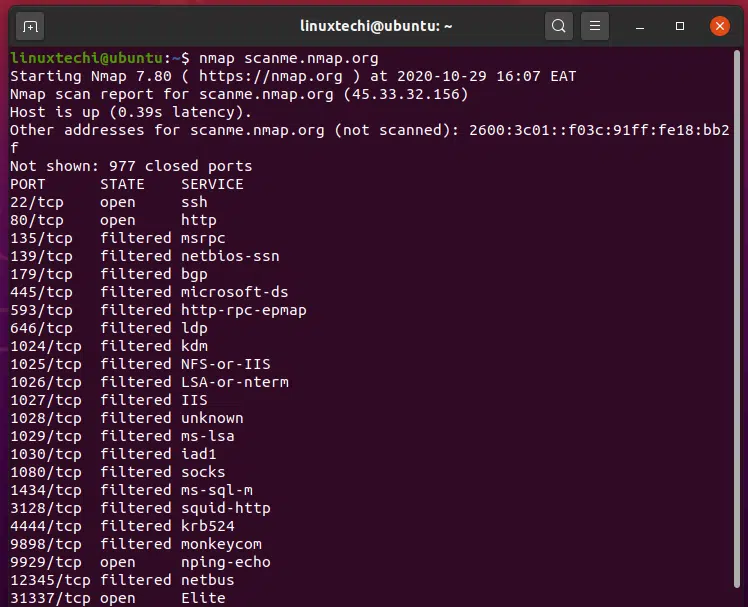 linuxtechi@ubuntu: ~
linuxtechi@ubuntu:~$ nmap scanme.nmap.org
Starting Nmap 7.80 ( https://nmap.org ) at 2020-10-29 16:07 EAT
Nmap scan report for scanme.nmap.org (45.33.32.156)
Host is up (0.39s latency).
Other addresses for scanme.nmap.org (not scanned): 2600:3c01::f03c:91ff:fe18:bb2
f
Not shown: 977 closed ports
PORT      STATE    SERVICE
22/tcp    open     ssh
80/tcp    open     http
135/tcp   filtered msrpc
139/tcp   filtered netbios-ssn
179/tcp   filtered bgp
445/tcp   filtered microsoft-ds
593/tcp   filtered http-rpc-epmap
646/tcp   filtered ldp
1024/tcp  filtered kdm
1025/tcp  filtered NFS-or-IIS
1026/tcp  filtered LSA-or-nterm
1027/tcp  filtered IIS
1028/tcp  filtered unknown
1029/tcp  filtered ms-lsa
1030/tcp  filtered iad1
1080/tcp  filtered socks
1434/tcp  filtered ms-sql-m
3128/tcp  filtered squid-http
4444/tcp  filtered krb524
9898/tcp  filtered monkeycom
9929/tcp  open     nping-echo
12345/tcp filtered netbus
31337/tcp open     Elite